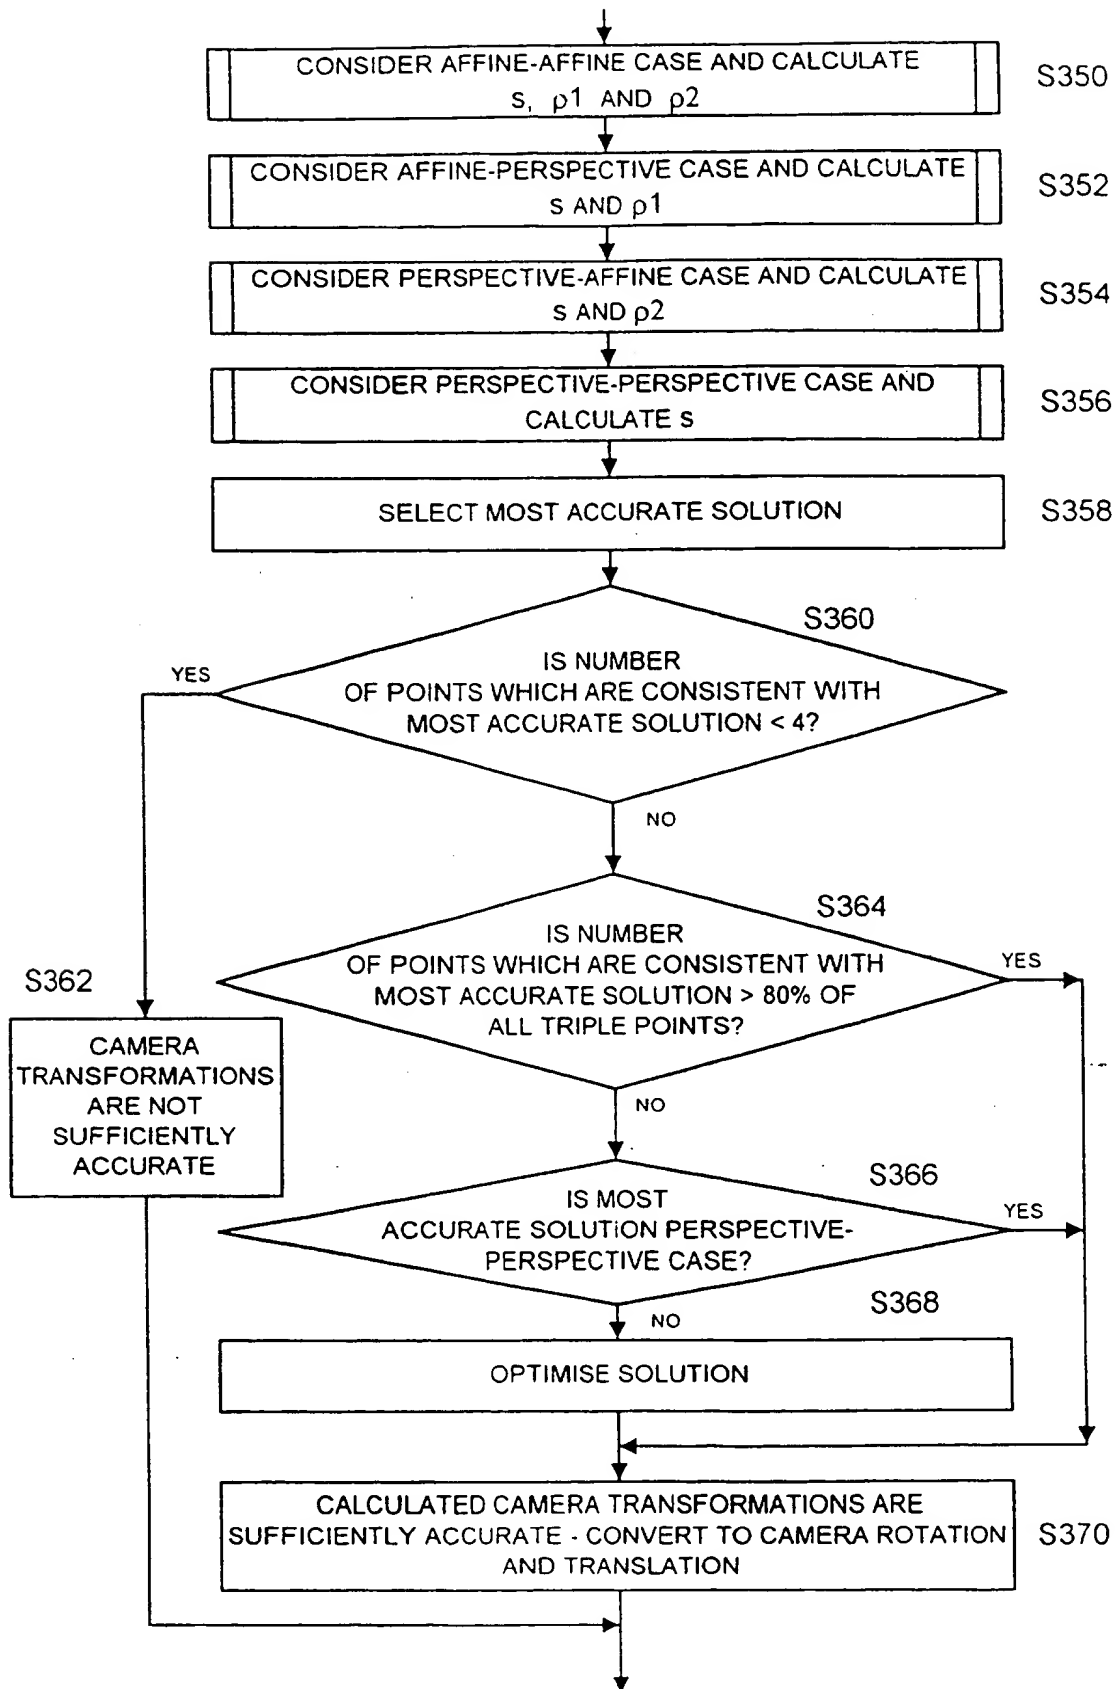 CONSIDER AFFINE-AFFINE CASE AND CALCULATE
s, ρ1 AND ρ2
S350
CONSIDER AFFINE-PERSPECTIVE CASE AND CALCULATE
s AND ρ1
S352
CONSIDER PERSPECTIVE-AFFINE CASE AND CALCULATE
s AND ρ2
S354
CONSIDER PERSPECTIVE-PERSPECTIVE CASE AND
CALCULATE s
S356
SELECT MOST ACCURATE SOLUTION
S358
S360
IS NUMBER
OF POINTS WHICH ARE CONSISTENT WITH
MOST ACCURATE SOLUTION < 4?
YES
NO
S364
IS NUMBER
OF POINTS WHICH ARE CONSISTENT WITH
MOST ACCURATE SOLUTION > 80% OF
ALL TRIPLE POINTS?
YES
NO
S362
CAMERA
TRANSFORMATIONS
ARE NOT
SUFFICIENTLY
ACCURATE
S366
IS MOST
ACCURATE SOLUTION PERSPECTIVE-
PERSPECTIVE CASE?
YES
NO
S368
OPTIMISE SOLUTION
CALCULATED CAMERA TRANSFORMATIONS ARE
SUFFICIENTLY ACCURATE - CONVERT TO CAMERA ROTATION
AND TRANSLATION
S370